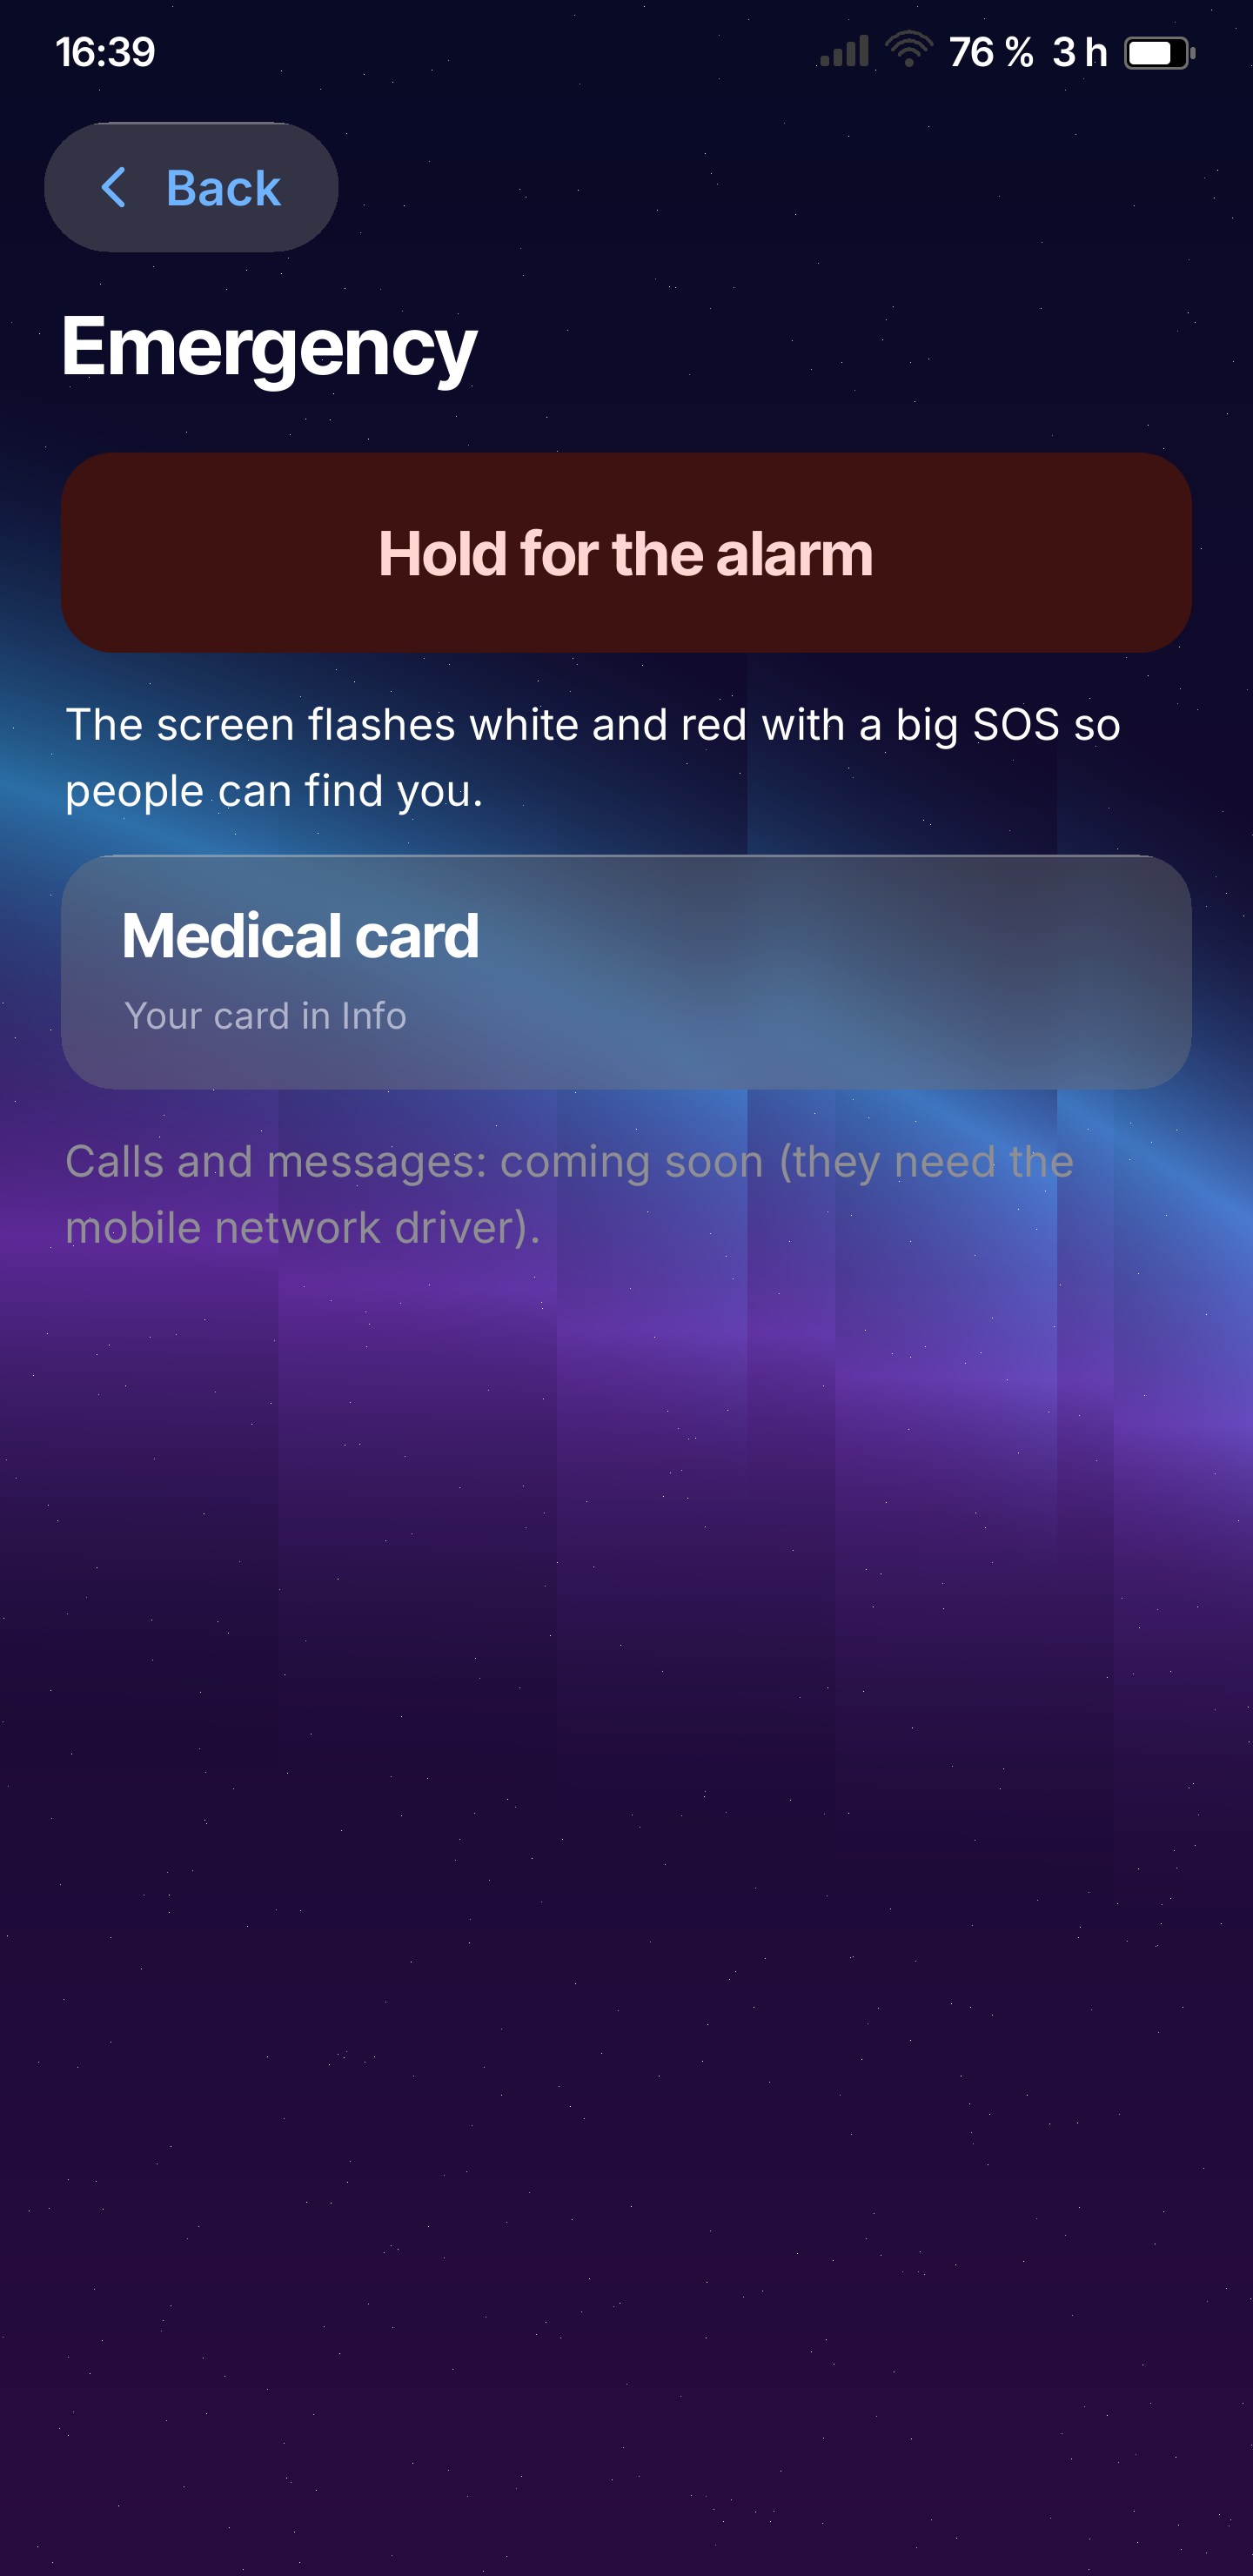 16:39 76 % 3 h
Back
Emergency
Hold for the alarm
The screen flashes white and red with a big SOS so
people can find you.
Medical card
Your card in Info
Calls and messages: coming soon (they need the
mobile network driver).